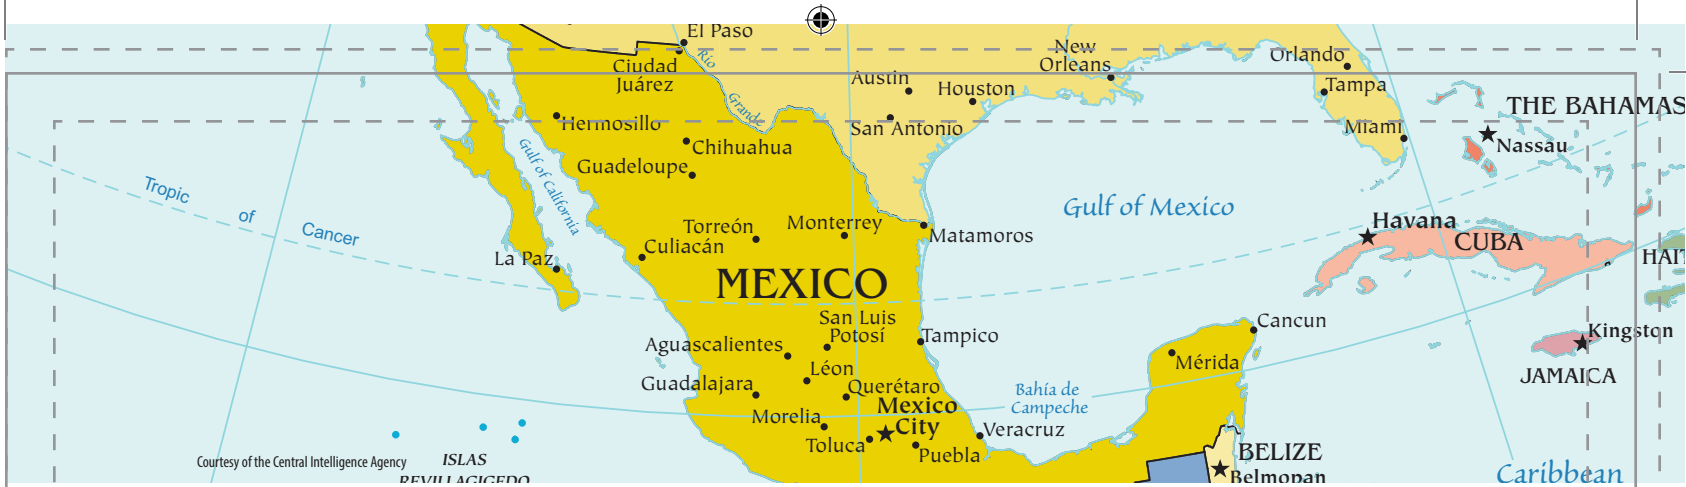 El Paso
Ciudad
Juárez
Río
Grande
Austin
New
Orleans
Houston
San Antonio
Orlando
Tampa
Miami
THE BAHAMAS
Nassau
Hermosillo
Chihuahua
Guadeloupe
Gulf of California
Tropic of Cancer
Torreón
Monterrey
Matamoros
Culiacán
La Paz
Gulf of Mexico
Havana
CUBA
HAI
MEXICO
San Luis
Potosí
Tampico
Aguascalientes
Léon
Guadalajara
Querétaro
Mexico
City
Morelia
Toluca
Puebla
Veracruz
Bahía de
Campeche
Cancun
Mérida
Kingston
JAMAICA
BELIZE
Belmopan
Caribbean
Courtesy of the Central Intelligence Agency
ISLAS
REVILLAGIGEDO